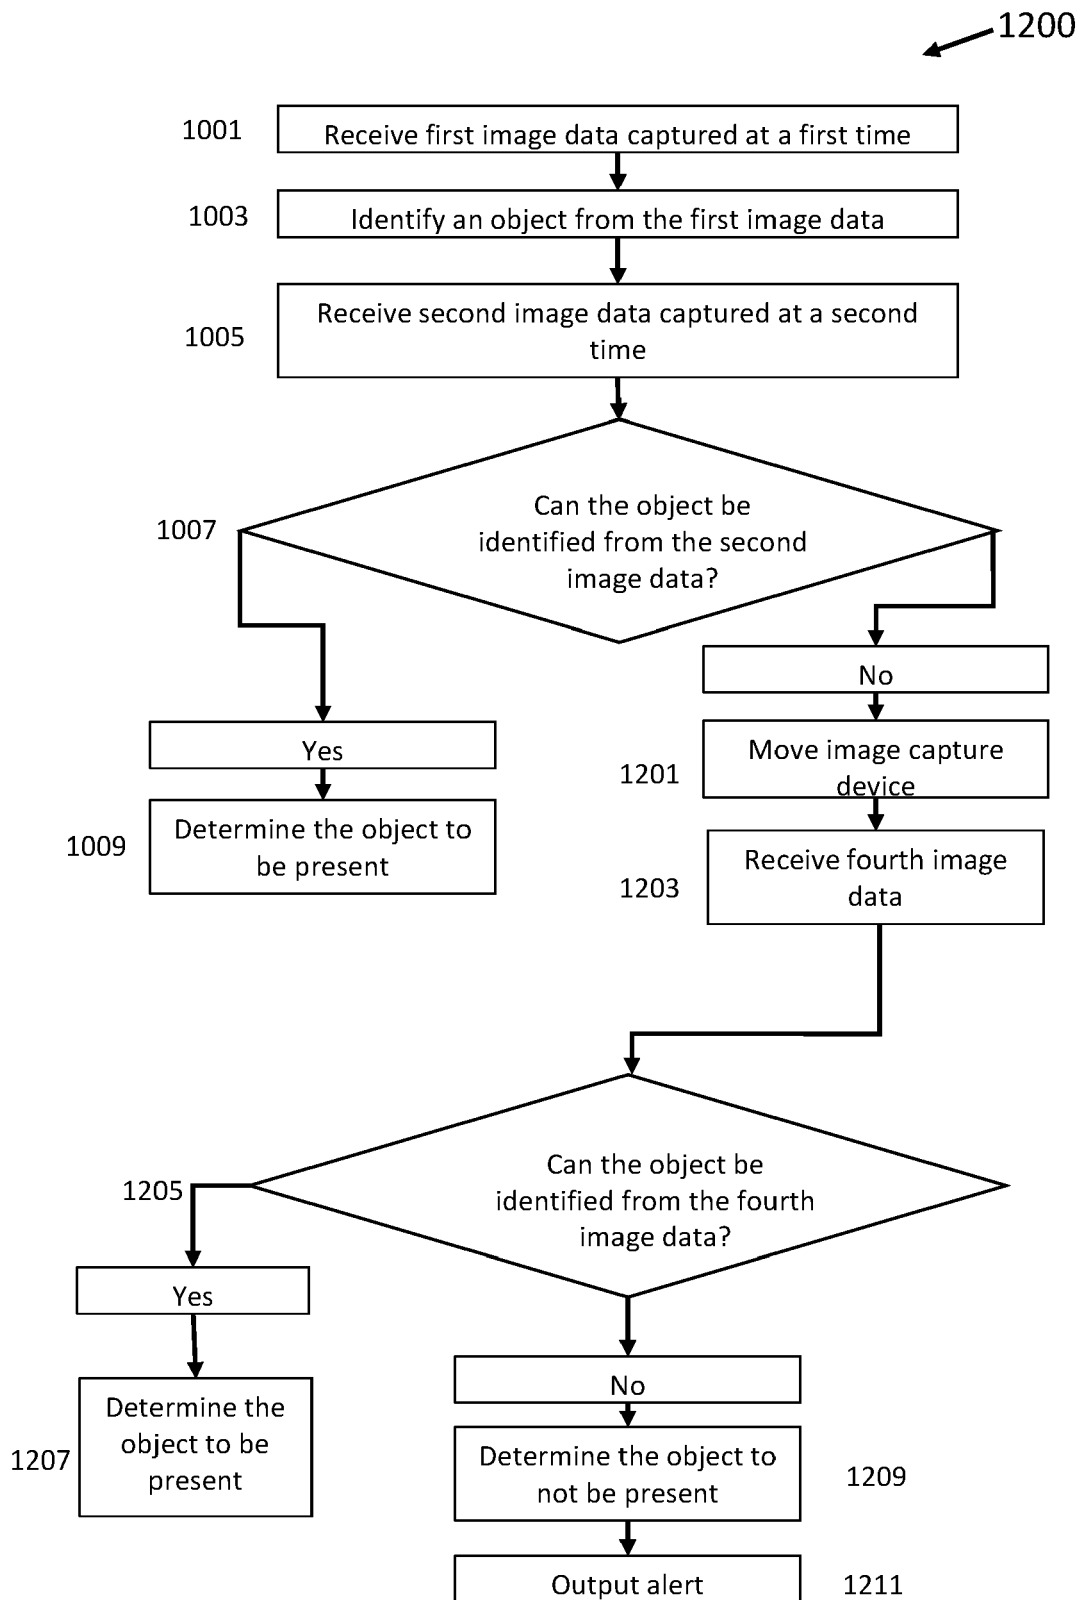 1200
1001
Receive first image data captured at a first time
1003
Identify an object from the first image data
1005
Receive second image data captured at a second
time
1007
Can the object be
identified from the second
image data?
No
Yes
1201
Move image capture
device
1009
Determine the object to
be present
1203
Receive fourth image
data
1205
Can the object be
identified from the fourth
image data?
Yes
No
1207
Determine the
object to be
present
Determine the object to
not be present
1209
Output alert
1211